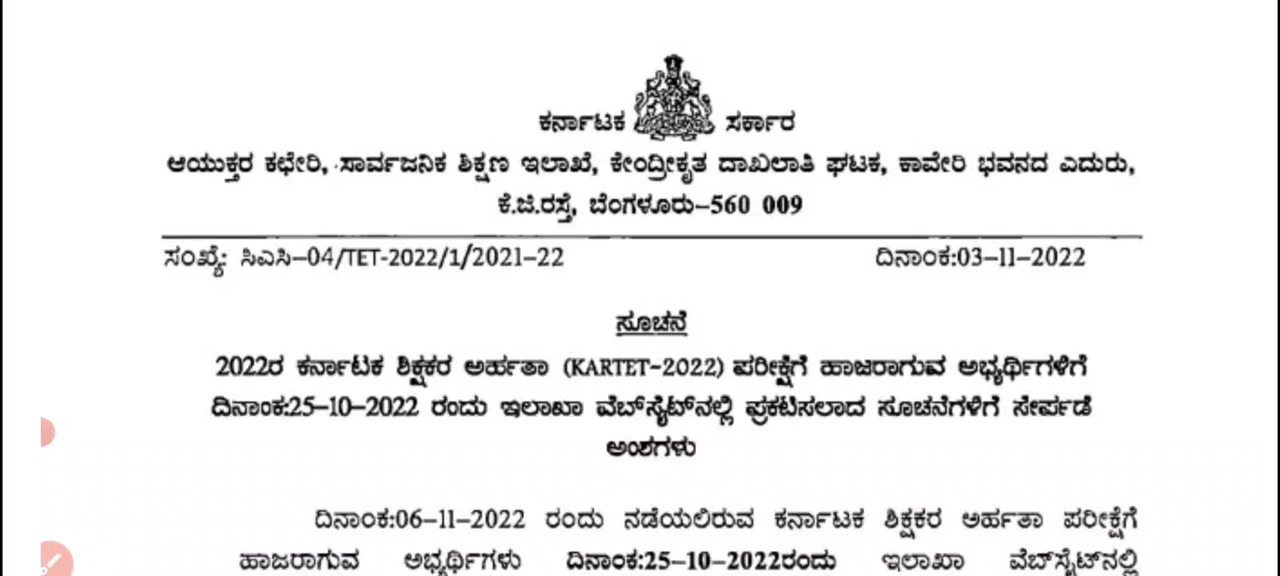 ಕರ್ನಾಟಕ ಸರ್ಕಾರ
ಆಯುಕ್ತರ ಕಛೇರಿ, ಸಾರ್ವಜನಿಕ ಶಿಕ್ಷಣ ಇಲಾಖೆ, ಕೇಂದ್ರೀಕೃತ ದಾಖಲಾತಿ ಘಟಕ, ಕಾವೇರಿ ಭವನದ ಎದುರು,
ಕೆ.ಜಿ.ರಸ್ತೆ, ಬೆಂಗಳೂರು-560 009
ಸಂಖ್ಯೆ: ಸಿಎಸಿ-04/TET-2022/1/2021-22 ದಿನಾಂಕ:03-11-2022
ಸೂಚನೆ
2022ರ ಕರ್ನಾಟಕ ಶಿಕ್ಷಕರ ಅರ್ಹತಾ (KARTET-2022) ಪರೀಕ್ಷೆಗೆ ಹಾಜರಾಗುವ ಅಭ್ಯರ್ಥಿಗಳಿಗೆ
ದಿನಾಂಕ:25-10-2022 ರಂದು ಇಲಾಖಾ ವೆಬ್‌ಸೈಟ್‌ನಲ್ಲಿ ಪ್ರಕಟಿಸಲಾದ ಸೂಚನೆಗಳಿಗೆ ಸೇರ್ಪಡೆ
ಅಂಶಗಳು
ದಿನಾಂಕ:06-11-2022 ರಂದು ನಡೆಯಲಿರುವ ಕರ್ನಾಟಕ ಶಿಕ್ಷಕರ ಅರ್ಹತಾ ಪರೀಕ್ಷೆಗೆ
ಹಾಜರಾಗುವ ಅಭ್ಯರ್ಥಿಗಳು ದಿನಾಂಕ:25-10-2022ರಂದು ಇಲಾಖಾ ವೆಬ್‌ಸೈಟ್‌ನಲ್ಲಿ